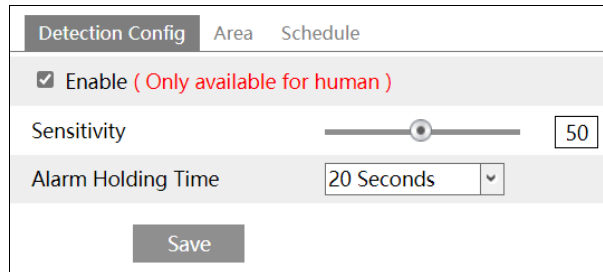 Detection Config Area Schedule
Enable ( Only available for human )
Sensitivity 50
Alarm Holding Time 20 Seconds
Save